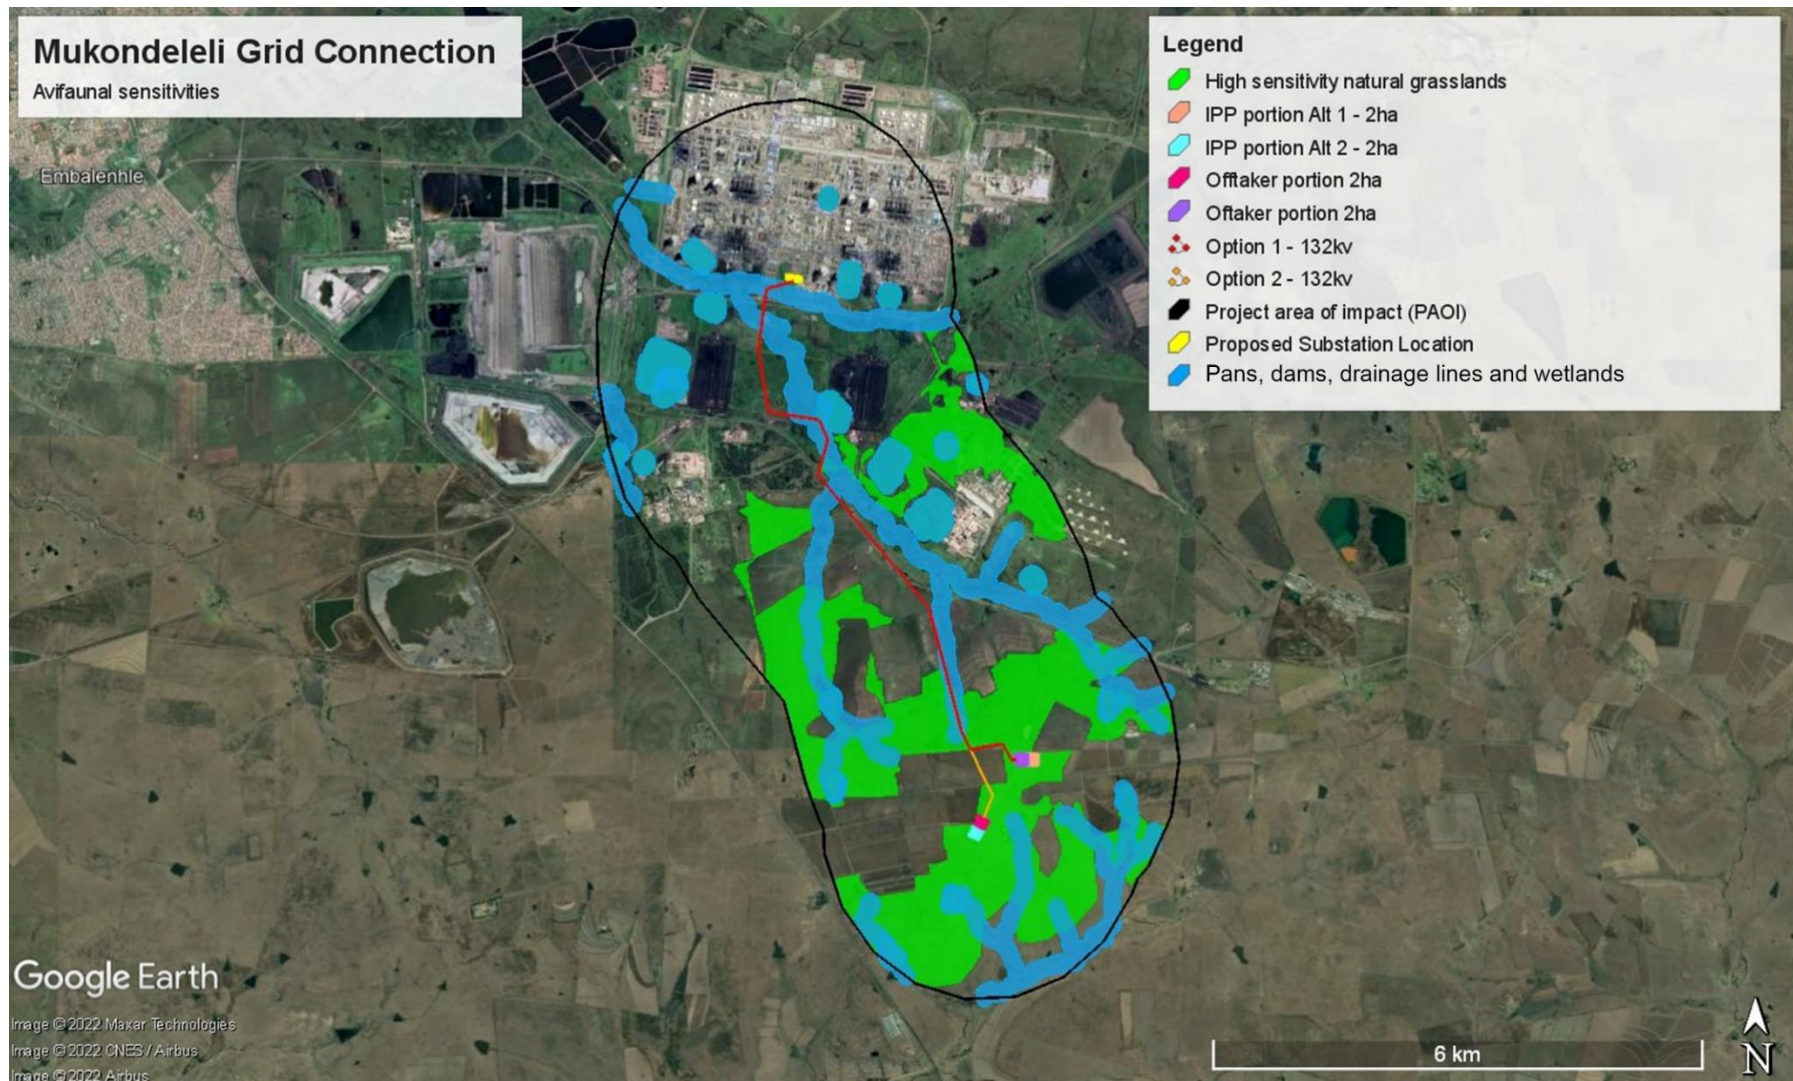 Mukondeleli Grid Connection
Avifaunal sensitivities
Embalenhle
Legend
High sensitivity natural grasslands
IPP portion Alt 1 - 2ha
IPP portion Alt 2 - 2ha
Offtaker portion 2ha
Oftaker portion 2ha
Option 1 - 132kv
Option 2 - 132kv
Project area of impact (PAOI)
Proposed Substation Location
Pans, dams, drainage lines and wetlands
Google Earth
Image © 2022 Maxar Technologies
Image © 2022 CNES / Airbus
Image © 2022 Airbus
6 km
N